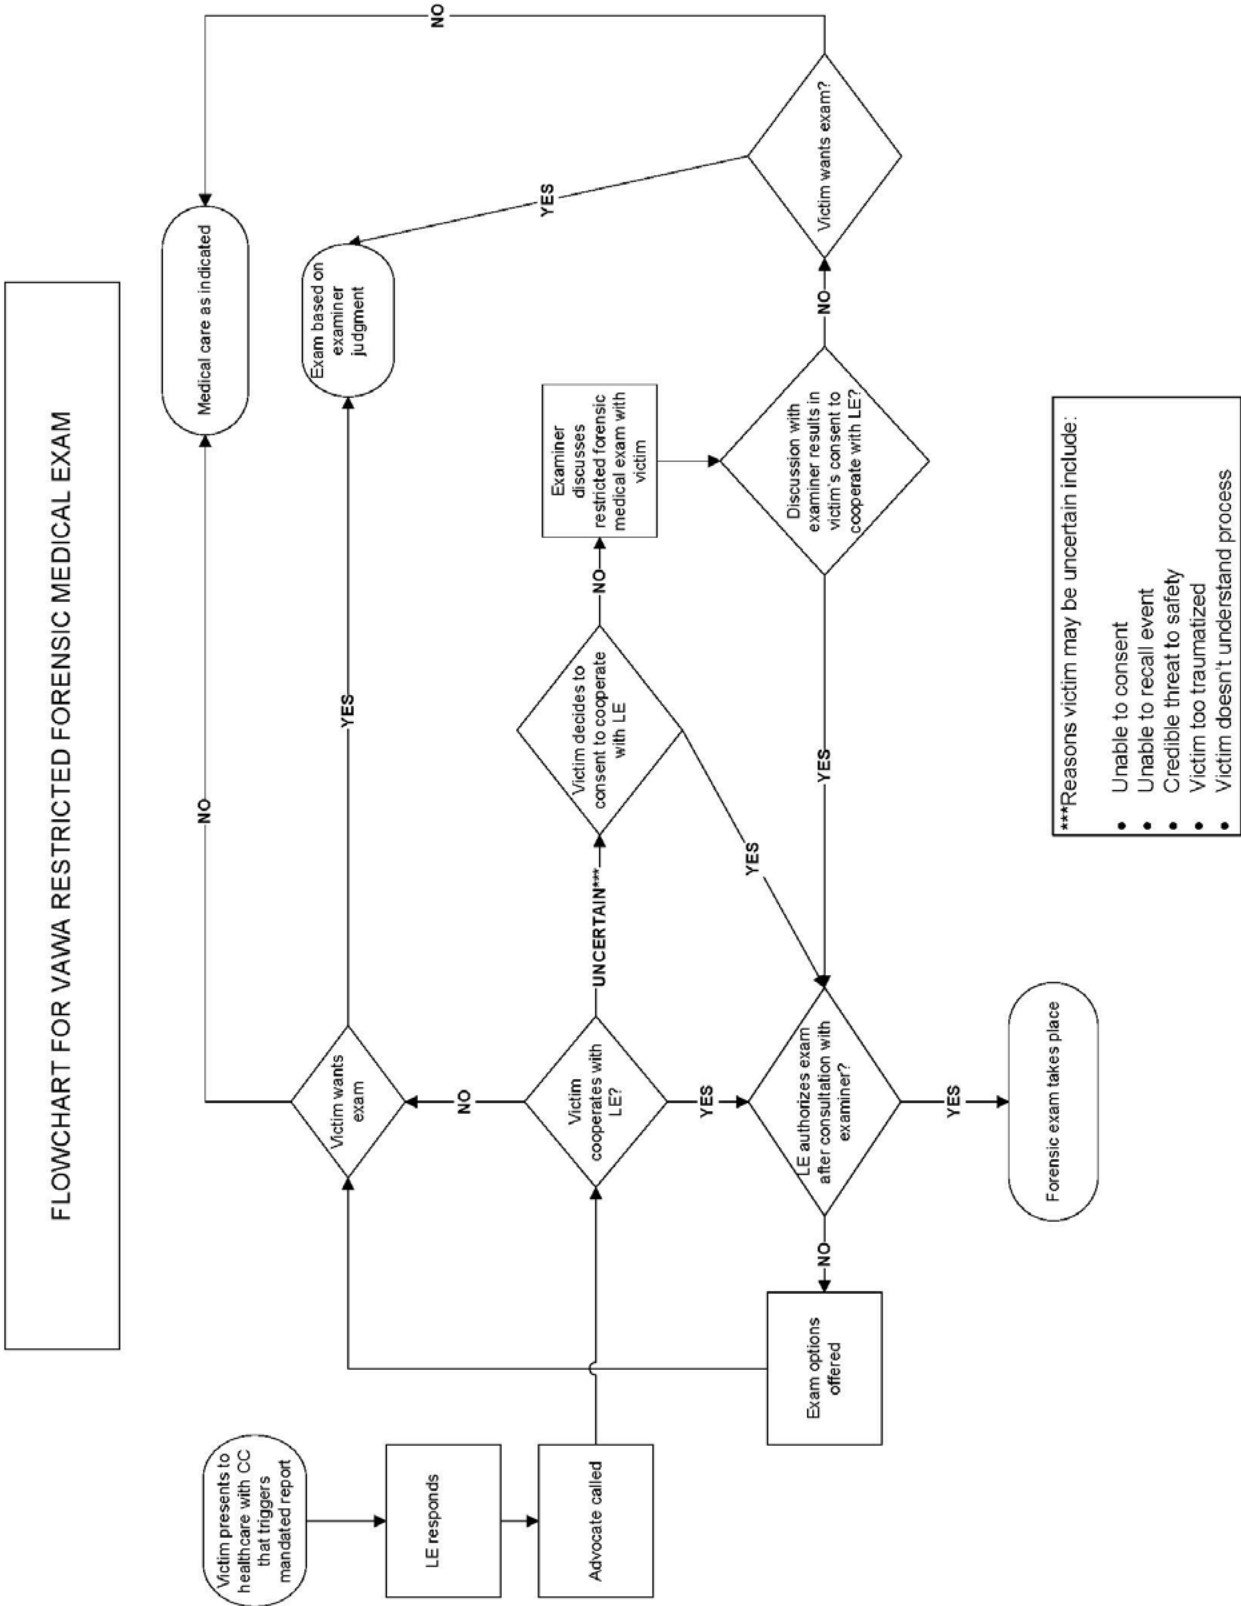 FLOWCHART FOR VAWA RESTRICTED FORENSIC MEDICAL EXAM
Victim presents to
healthcare with CC
that triggers
mandated report
LE responds
Advocate called
Victim
cooperates with
LE?
NO
UNCERTAIN***
YES
Victim wants
exam
NO
YES
Medical care as indicated
Exam based on
examiner
judgment
Victim decides to
consent to cooperate
with LE
NO
YES
Examiner
discusses
restricted forensic
medical exam with
victim
Discussion with
examiner results in
victim's consent to
cooperate with LE?
NO
YES
Victim wants exam?
YES
NO
LE authorizes exam
after consultation with
examiner?
NO
YES
Exam options
offered
Forensic exam takes place
***Reasons victim may be uncertain include:
• Unable to consent
• Unable to recall event
• Credible threat to safety
• Victim too traumatized
• Victim doesn't understand process